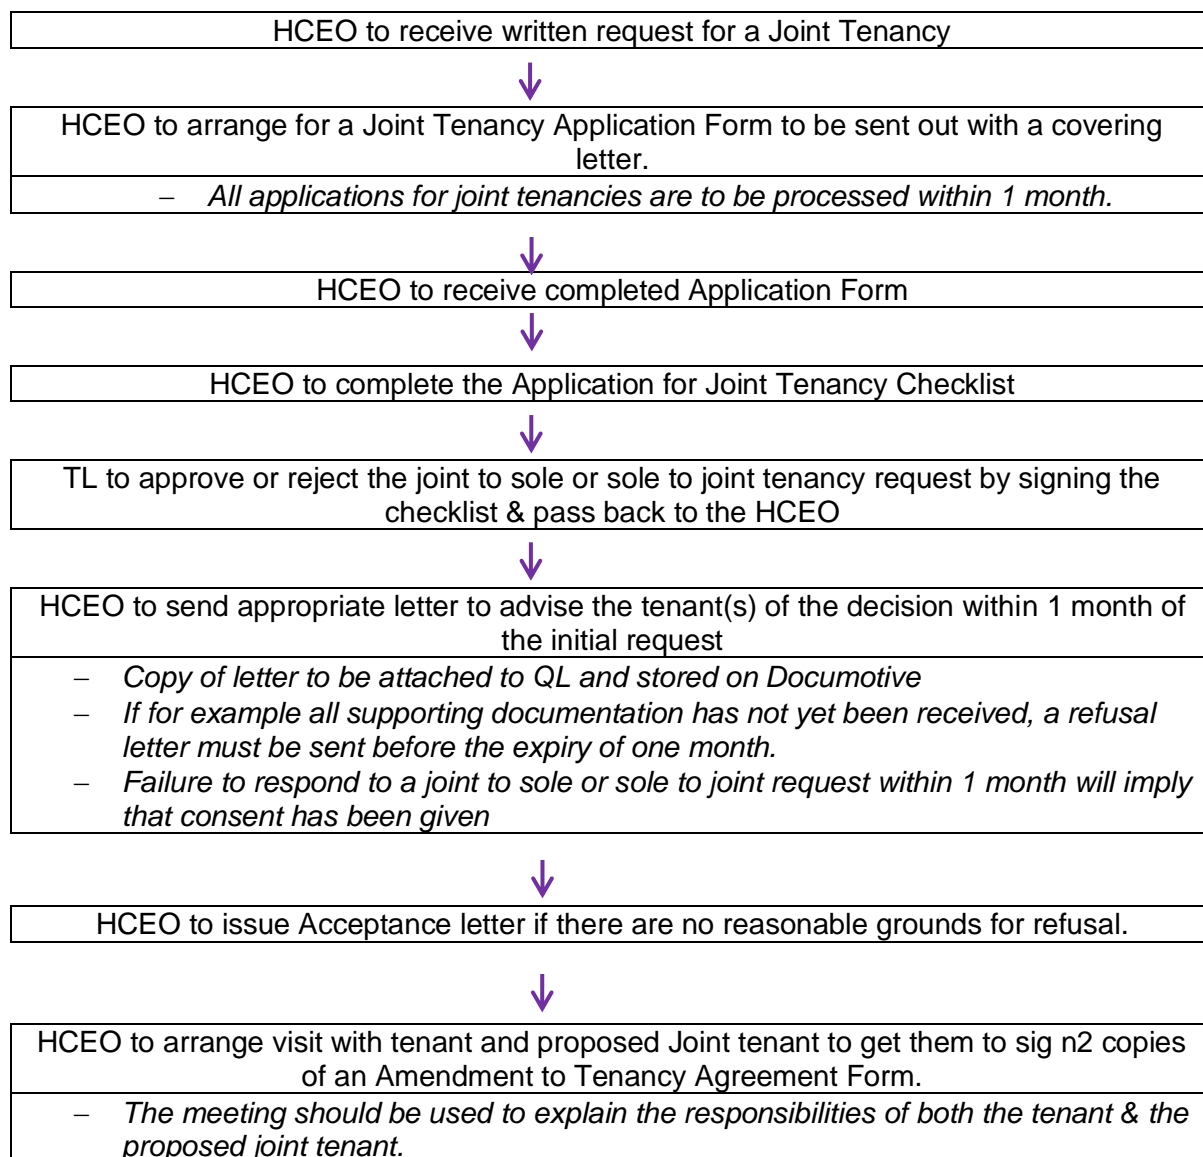 HCEO to receive written request for a Joint Tenancy
HCEO to arrange for a Joint Tenancy Application Form to be sent out with a covering
letter.
– All applications for joint tenancies are to be processed within 1 month.
HCEO to receive completed Application Form
HCEO to complete the Application for Joint Tenancy Checklist
TL to approve or reject the joint to sole or sole to joint tenancy request by signing the
checklist & pass back to the HCEO
HCEO to send appropriate letter to advise the tenant(s) of the decision within 1 month of
the initial request
– Copy of letter to be attached to QL and stored on Documotive
– If for example all supporting documentation has not yet been received, a refusal
letter must be sent before the expiry of one month.
– Failure to respond to a joint to sole or sole to joint request within 1 month will imply
that consent has been given
HCEO to issue Acceptance letter if there are no reasonable grounds for refusal.
HCEO to arrange visit with tenant and proposed Joint tenant to get them to sig n2 copies
of an Amendment to Tenancy Agreement Form.
– The meeting should be used to explain the responsibilities of both the tenant & the
proposed joint tenant.